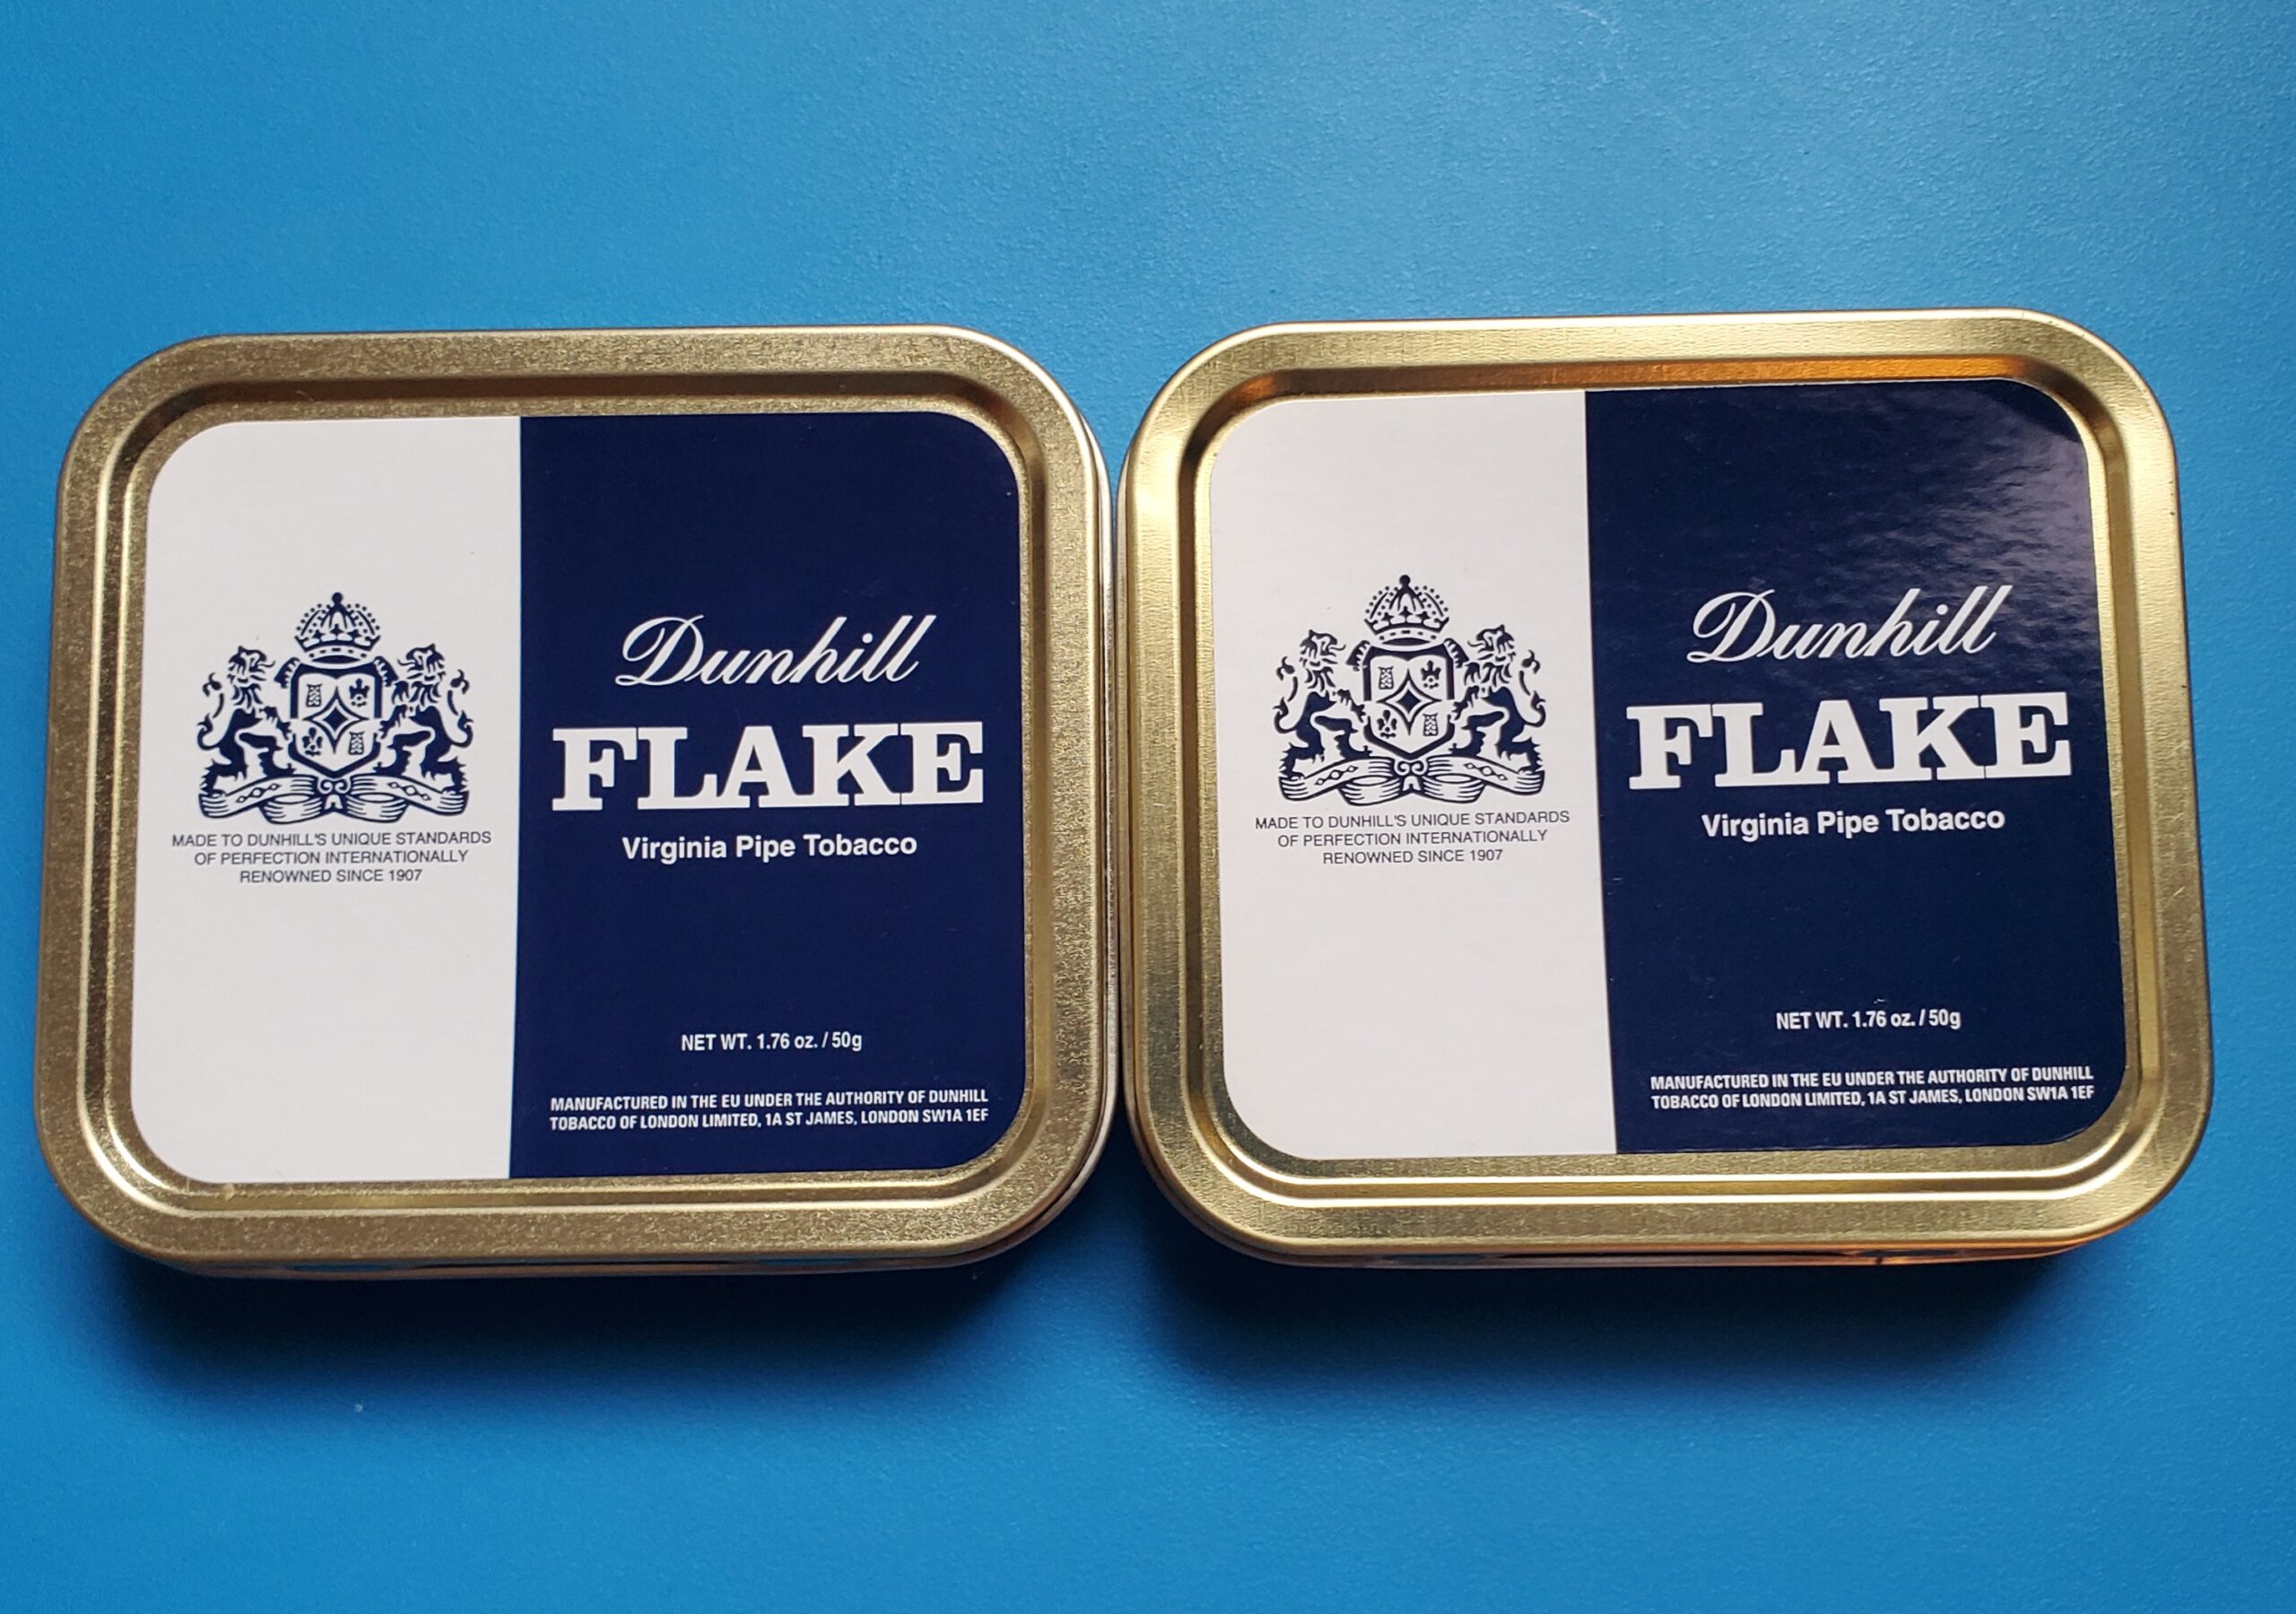 MADE TO DUNHILL'S UNIQUE STANDARDS
OF PERFECTION INTERNATIONALLY
RENOWNED SINCE 1907
Dunhill
FLAKE
Virginia Pipe Tobacco
NET WT. 1.76 oz. / 50g
MANUFACTURED IN THE EU UNDER THE AUTHORITY OF DUNHILL
TOBACCO OF LONDON LIMITED, 1A ST JAMES, LONDON SW1A 1EF
MADE TO DUNHILL'S UNIQUE STANDARDS
OF PERFECTION INTERNATIONALLY
RENOWNED SINCE 1907
Dunhill
FLAKE
Virginia Pipe Tobacco
NET WT. 1.76 oz. / 50g
MANUFACTURED IN THE EU UNDER THE AUTHORITY OF DUNHILL
TOBACCO OF LONDON LIMITED, 1A ST JAMES, LONDON SW1A 1EF